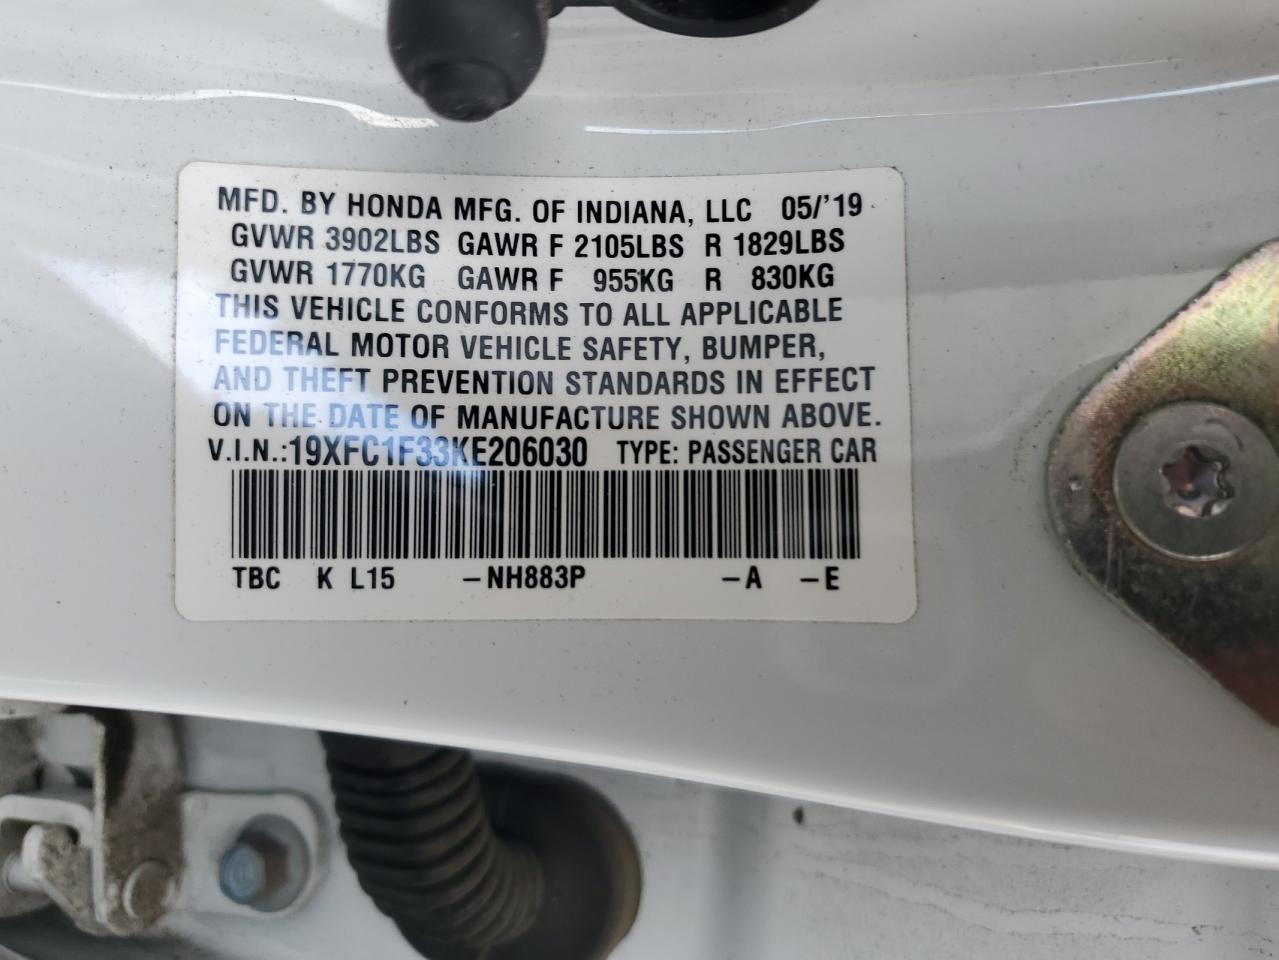 MFD. BY HONDA MFG. OF INDIANA, LLC 05/'19
GVWR 3902LBS GAWR F 2105LBS R 1829LBS
GVWR 1770KG GAWR F 955KG R 830KG
THIS VEHICLE CONFORMS TO ALL APPLICABLE
FEDERAL MOTOR VEHICLE SAFETY, BUMPER,
AND THEFT PREVENTION STANDARDS IN EFFECT
ON THE DATE OF MANUFACTURE SHOWN ABOVE.
V.I.N.:19XFC1F33KE206030 TYPE: PASSENGER CAR
TBC K L15 -NH883P -A -E